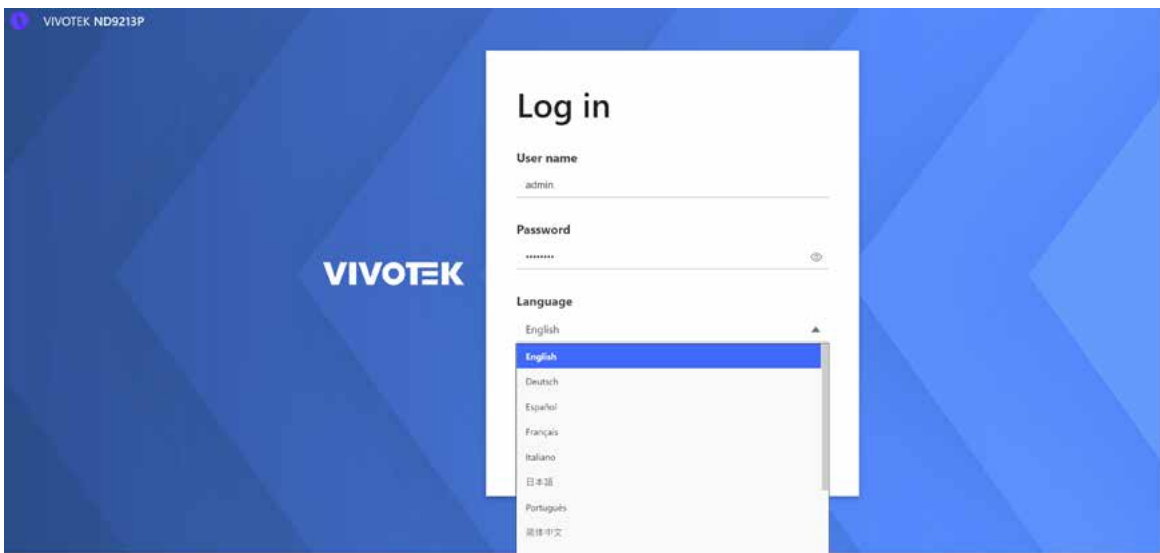 VIVOTEK ND9213P
Log in
User name
admin
Password
••••••••
VIVOTEK
Language
English
English
Deutsch
Español
Français
Italiano
日本語
Português
简体中文